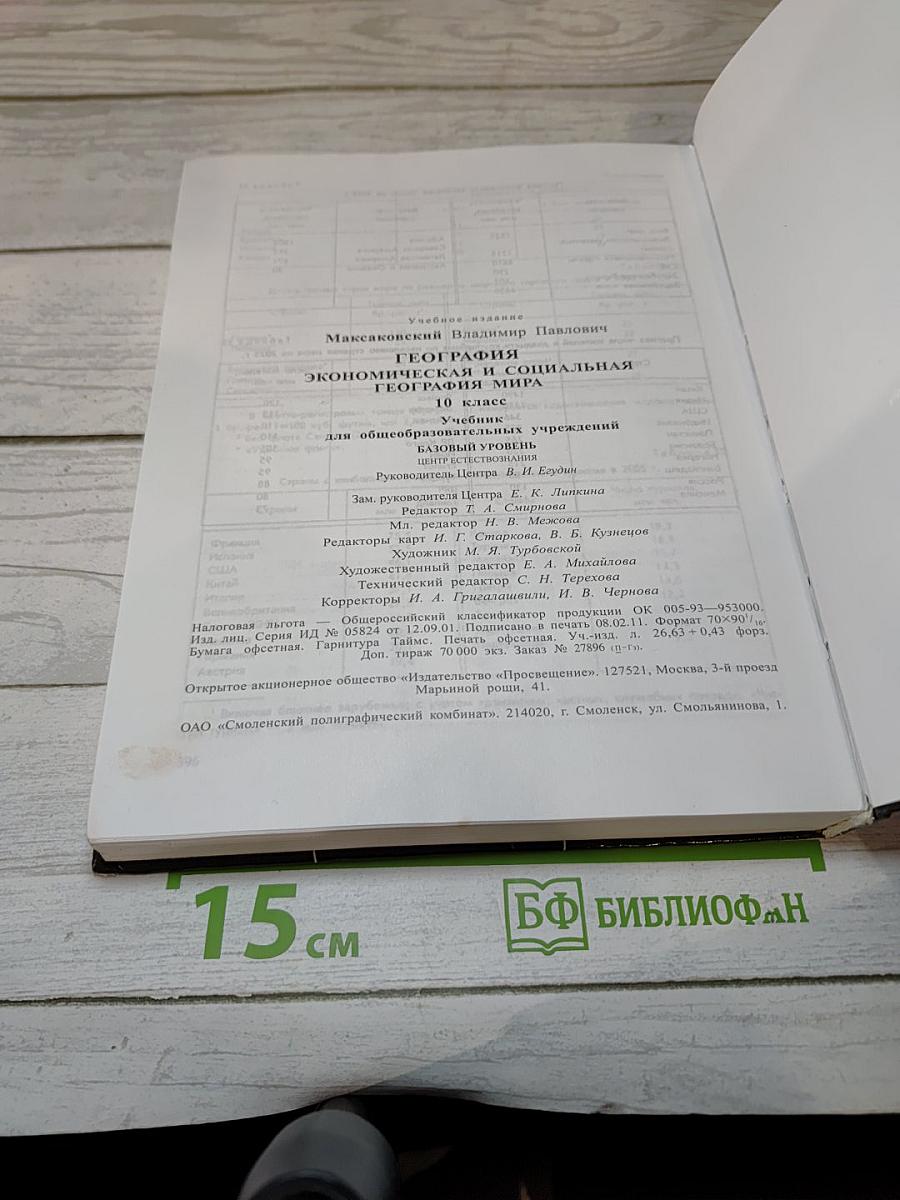 Учебное издание
Максаковский Владимир Павлович
ГЕОГРАФИЯ
ЭКОНОМИЧЕСКАЯ И СОЦИАЛЬНАЯ
ГЕОГРАФИЯ МИРА
10 класс
Учебник
для общеобразовательных учреждений
БАЗОВЫЙ УРОВЕНЬ
ЦЕНТР ЕСТЕСТВОЗНАНИЯ
Руководитель Центра В. И. Егудин
Зам. руководителя Центра Е. К. Липкина
Редактор Т. А. Смирнова
Мл. редактор Н. В. Межова
Редакторы карт И. Г. Старкова, В. Б. Кузнецов
Художник М. Я. Турбовской
Художественный редактор Е. А. Михайлова
Технический редактор С. Н. Терехова
Корректоры И. А. Григалашвили, И. В. Чернова
Налоговая льгота — Общероссийский классификатор продукции ОК 005-93—953000.
Изд. лиц. Серия ИД № 05824 от 12.09.01. Подписано в печать 08.02.11. Формат 70×90 1/16.
Бумага офсетная. Гарнитура Таймс. Печать офсетная. Уч.-изд. л. 26,63 + 0,43 форз.
Доп. тираж 70 000 экз. Заказ № 27896 (п-гз).
Открытое акционерное общество «Издательство «Просвещение». 127521, Москва, 3-й проезд
Марьиной рощи, 41.
ОАО «Смоленский полиграфический комбинат». 214020, г. Смоленск, ул. Смольянинова, 1.
15 см
БФ БИБЛИОФаН